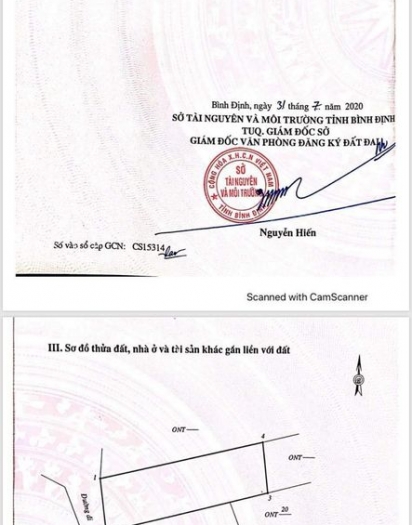 Bình Định, ngày 31 tháng 7 năm 2020
SỞ TÀI NGUYÊN VÀ MÔI TRƯỜNG TỈNH BÌNH ĐỊNH
TUQ. GIÁM ĐỐC SỞ
GIÁM ĐỐC VĂN PHÒNG ĐĂNG KÝ ĐẤT ĐAI
CỘNG HÒA X.H.C.N VIỆT NAM
SỞ
TÀI NGUYÊN
VÀ MÔI TRƯỜNG
TỈNH BÌNH ĐỊNH
Nguyễn Hiến
Số vào sổ cấp GCN: CS15314
Scanned with CamScanner
III. Sơ đồ thửa đất, nhà ở và tài sản khác gắn liền với đất
ONT
4
ONT
1
3
ONT 20
Đường đi